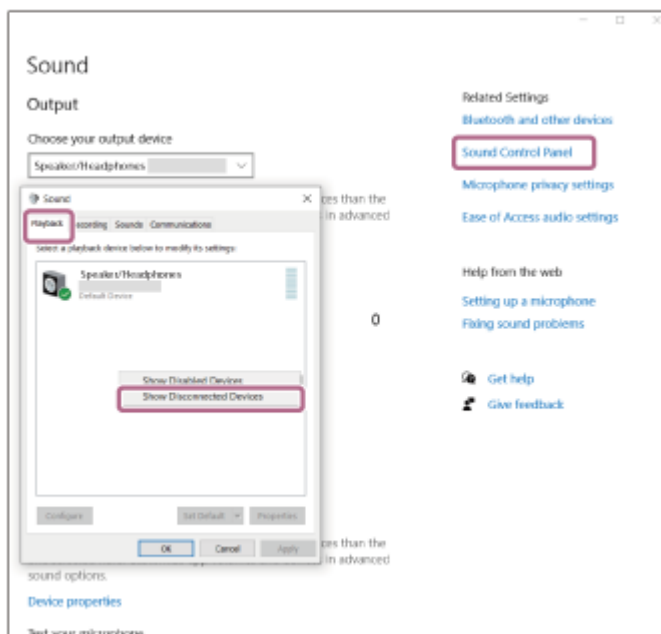 Sound
Output
Choose your output device
Speaker/Headphones
Related Settings
Bluetooth and other devices
Sound Control Panel
Microphone privacy settings
Ease of Access audio settings
Help from the web
Setting up a microphone
Fixing sound problems
Get help
Give feedback
ces than the
in advanced
0
Sound
Playback
ecording
Sounds
Communications
Select a playback device below to modify its settings:
Speaker/Headphones
Default Device
Show Disabled Devices
Show Disconnected Devices
Configure
Set Default
Properties
OK
Cancel
Apply
ces than the
in advanced
sound options.
Device properties
Test your microphone